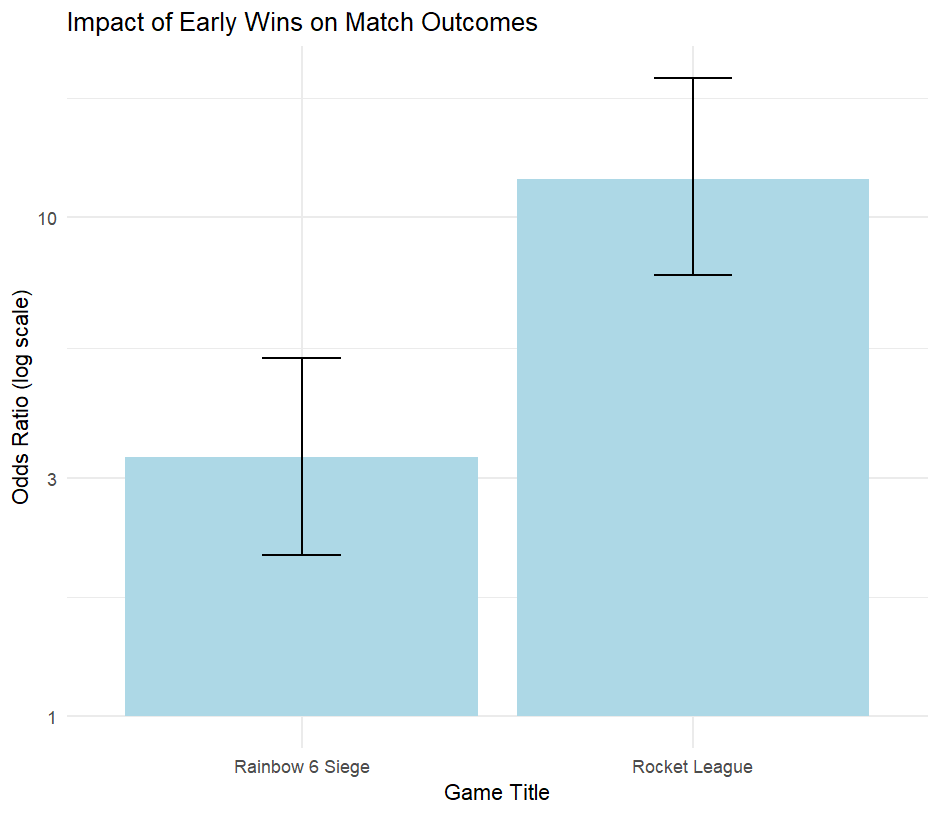 Impact of Early Wins on Match Outcomes
Odds Ratio (log scale)
10
3
1
Rainbow 6 Siege
Rocket League
Game Title